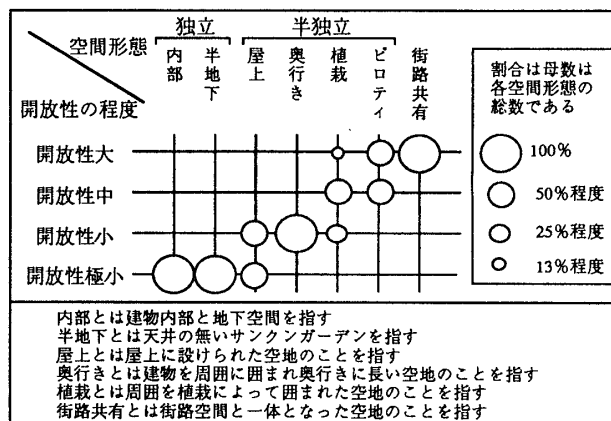 独立
半独立
空間形態
内部
半地下
屋上
奥行き
植栽
ピロティ
街路共有
開放性の程度
開放性大
開放性中
開放性小
開放性極小
割合は母数は
各空間形態の
総数である
100%
50%程度
25%程度
13%程度
内部とは建物内部と地下空間を指す
半地下とは天井の無いサンクンガーデンを指す
屋上とは屋上に設けられた空地のことを指す
奥行きとは建物を周囲に囲まれ奥行きに長い空地のことを指す
植栽とは周囲を植栽によって囲まれた空地のことを指す
街路共有とは街路空間と一体となった空地のことを指す